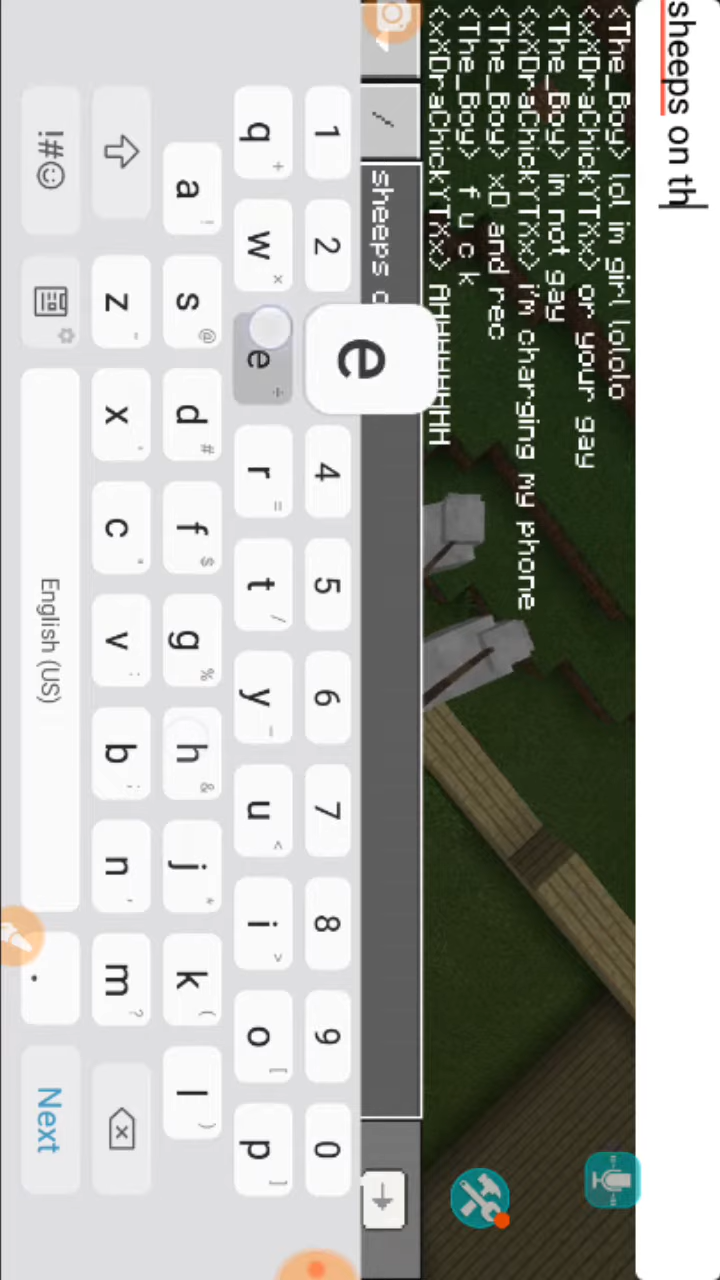 sheeps on th
<The_Boy> lol im girl lololo
<xXDraChickYTXx> or your gay
<The_Boy> im not gay
<xXDraChickYTXx> i'm charging my phone
<The_Boy> xD and rec
<The_Boy> f u c k
<xXDraChickYTXx> AHHHHHHHHH
/ sheeps o
1 2 4 5 6 7 8 9 0
e
q + w × e ÷ r = t / y _ u < i > o [ p ]
a ! s @ d # f $ g % h & j * k ( l )
z - x ' c " v : b ; n , m ?
!#☺ English (US) . Next